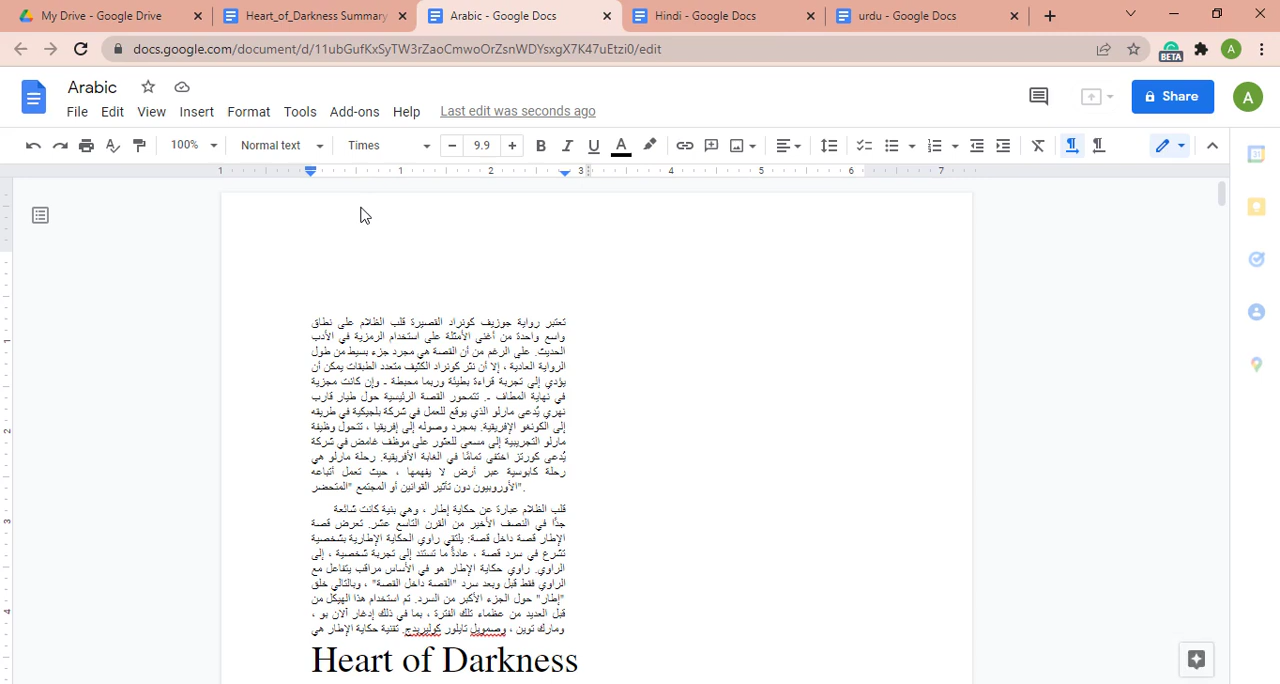 My Drive - Google Drive
Heart_of_Darkness Summary
Arabic - Google Docs
Hindi - Google Docs
urdu - Google Docs
docs.google.com/document/d/11ubGufKxSyTW3rZaoCmwoOrZsnWDYsxgX7K47uEtzi0/edit
BETA
A
Arabic
File Edit View Insert Format Tools Add-ons Help Last edit was seconds ago
Share
A
100% Normal text Times 9.9
1 1 2 3 4 5 6 7
31
تعتبر رواية جوزيف كونراد القصيرة قلب الظلام على نطاق
واسع واحدة من أغنى الأمثلة على استخدام الرمزية في الأدب
الحديث. على الرغم من أن القصة هي مجرد جزء بسيط من طول
الرواية العادية ، إلا أن نثر كونراد الكثيف متعدد الطبقات يمكن أن
يؤدي إلى تجربة قراءة بطيئة وربما محبطة - وإن كانت مجزية
في نهاية المطاف -. تتمحور القصة الرئيسية حول طيار قارب
نهري يُدعى مارلو الذي يوقع للعمل في شركة بلجيكية في طريقه
إلى الكونغو الإفريقية. بمجرد وصوله إلى إفريقيا ، تتحول وظيفة
مارلو التجريبية إلى مسعى للعثور على موظف غامض في شركة
يُدعى كورتز اختفي تمامًا في الغابة الأفريقية. رحلة مارلو هي
رحلة كابوسية عبر أرض لا يفهمها ، حيث تعمل أتباعه
الأوروبيون دون تأثير القوانين أو المجتمع "المتحضر".
قلب الظلام عبارة عن حكاية إطار ، وهي بنية كانت شائعة
جدًا في النصف الأخير من القرن التاسع عشر. تعرض قصة
الإطار قصة داخل قصة: يلتقي راوي الحكاية الإطارية بشخصية
تشرع في سرد قصة ، عادةً ما تستند إلى تجربة شخصية ، إلى
الراوي. راوي حكاية الإطار هو في الأساس مراقب يتفاعل مع
الراوي فقط قبل وبعد سرد "القصة داخل القصة" ، وبالتالي خلق
"إطار" حول الجزء الأكبر من السرد. تم استخدام هذا الهيكل من
قبل العديد من عظماء تلك الفترة ، بما في ذلك إدغار آلان بو ،
ومارك توين ، وصمويل تايلور كوليريدج. تقنية حكاية الإطار هي
Heart of Darkness